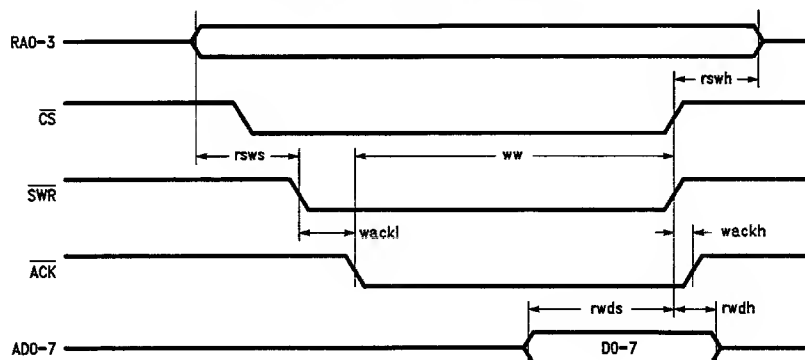 RA0-3
rswh
CS
rsws
ww
SWR
wackl
wackh
ACK
rwds
rwdh
AD0-7
D0-7